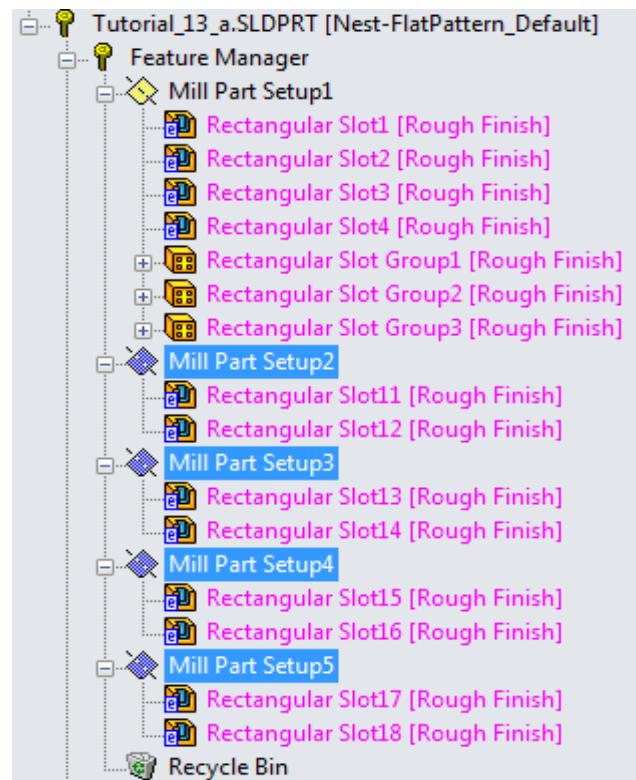 Tutorial_13_a.SLDPRT [Nest-FlatPattern_Default]
Feature Manager
Mill Part Setup1
Rectangular Slot1 [Rough Finish]
Rectangular Slot2 [Rough Finish]
Rectangular Slot3 [Rough Finish]
Rectangular Slot4 [Rough Finish]
Rectangular Slot Group1 [Rough Finish]
Rectangular Slot Group2 [Rough Finish]
Rectangular Slot Group3 [Rough Finish]
Mill Part Setup2
Rectangular Slot11 [Rough Finish]
Rectangular Slot12 [Rough Finish]
Mill Part Setup3
Rectangular Slot13 [Rough Finish]
Rectangular Slot14 [Rough Finish]
Mill Part Setup4
Rectangular Slot15 [Rough Finish]
Rectangular Slot16 [Rough Finish]
Mill Part Setup5
Rectangular Slot17 [Rough Finish]
Rectangular Slot18 [Rough Finish]
Recycle Bin